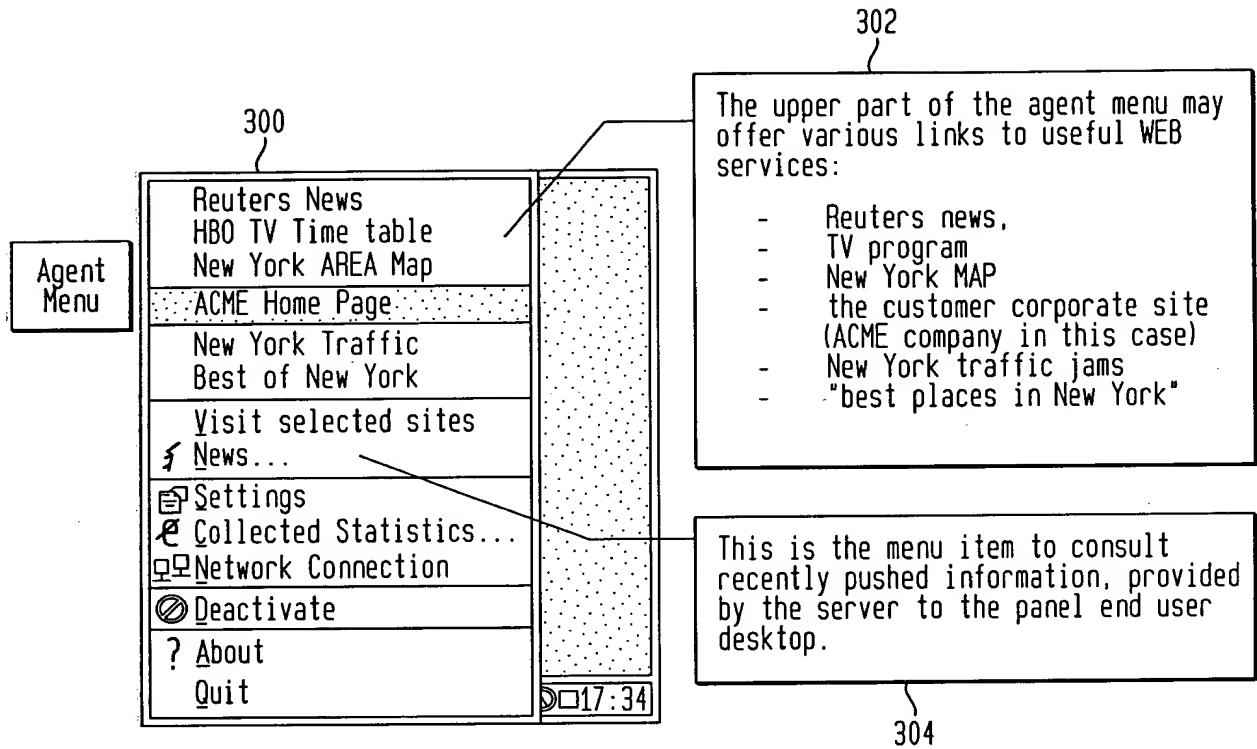 302
300
Agent
Menu
Reuters News
HBO TV Time table
New York AREA Map
ACME Home Page
New York Traffic
Best of New York
Visit selected sites
News...
Settings
Collected Statistics...
Network Connection
Deactivate
? About
Quit
17:34
The upper part of the agent menu may
offer various links to useful WEB
services:
- Reuters news,
- TV program
- New York MAP
- the customer corporate site
(ACME company in this case)
- New York traffic jams
- "best places in New York"
This is the menu item to consult
recently pushed information, provided
by the server to the panel end user
desktop.
304